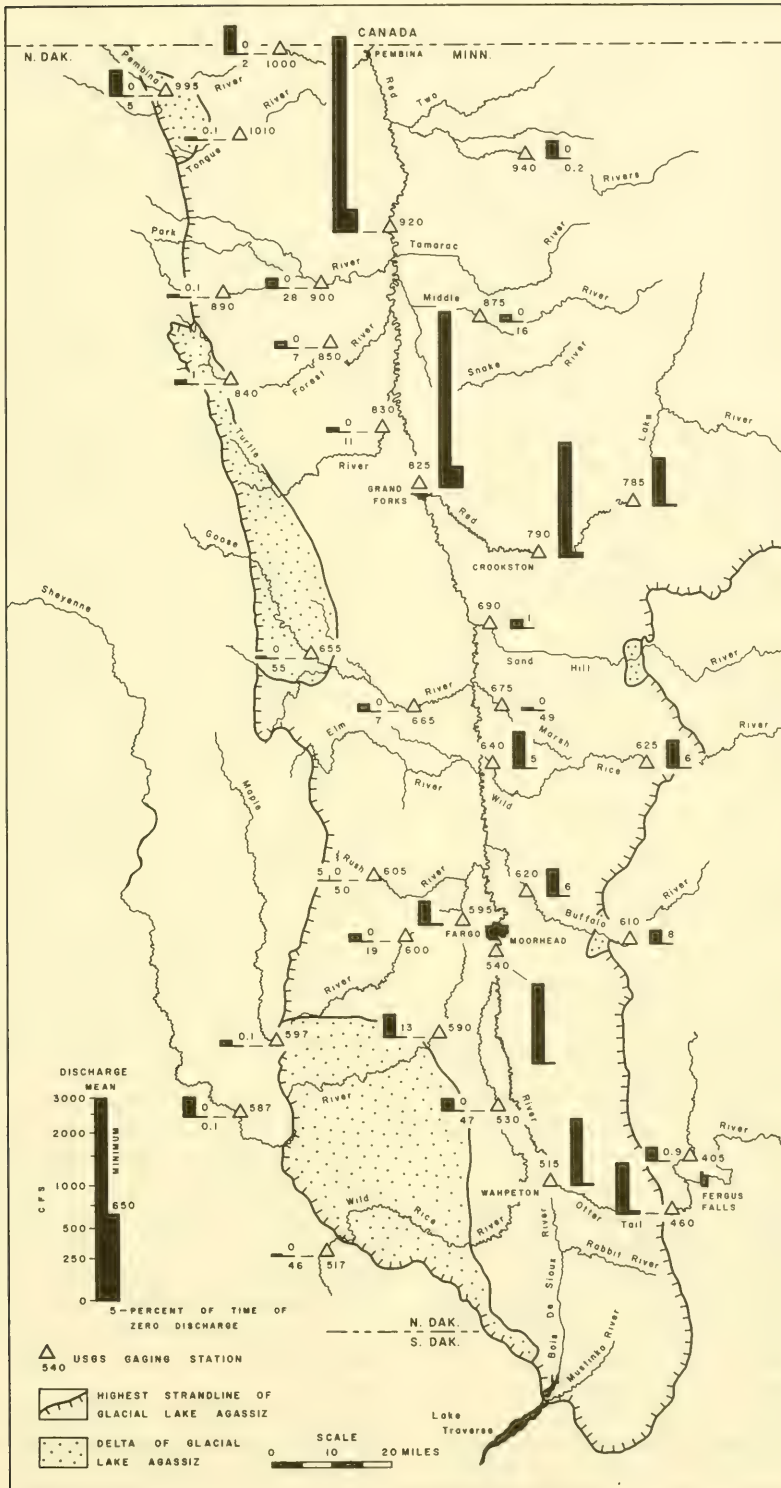 CANADA
N. DAK.
PEMBINA
MINN.
0
2
1000
Pembina
River
0
5
995
River
0.1
1010
Tongue
Red
Two
940
0
0.2
Rivers
920
Park
River
Tamarac
River
0.1
890
0
28
900
Middle
875
0
16
River
0
7
850
Forest
River
Snake
River
1
840
830
0
11
River
Turtle
825
GRAND
FORKS
Lake
River
785
Red
790
CROOKSTON
Goose
Sheyenne
690
1
Sand
Hill
River
0
55
655
River
0
7
665
675
0
49
Marsh
River
Elm
River
640
5
Wild
Rice
625
6
Maple
Rush
River
5
0
50
605
620
6
Buffalo
River
610
8
595
FARGO
MOORHEAD
540
0
19
600
River
0.1
597
13
590
River
0
0.1
587
0
47
530
River
515
WAHPETON
Otter
Tail
460
0.9
405
River
FERGUS
FALLS
DISCHARGE
MEAN
3000
2000
1000
500
250
0
CFS
MINIMUM
650
5—PERCENT OF TIME OF
ZERO DISCHARGE
Wild
Rice
River
0
46
517
River
Bois De Sioux
Rabbit River
Mustinka River
N. DAK.
S. DAK.
Lake
Traverse
540
USGS GAGING STATION
HIGHEST STRANDLINE OF
GLACIAL LAKE AGASSIZ
DELTA OF GLACIAL
LAKE AGASSIZ
SCALE
0
10
20 MILES